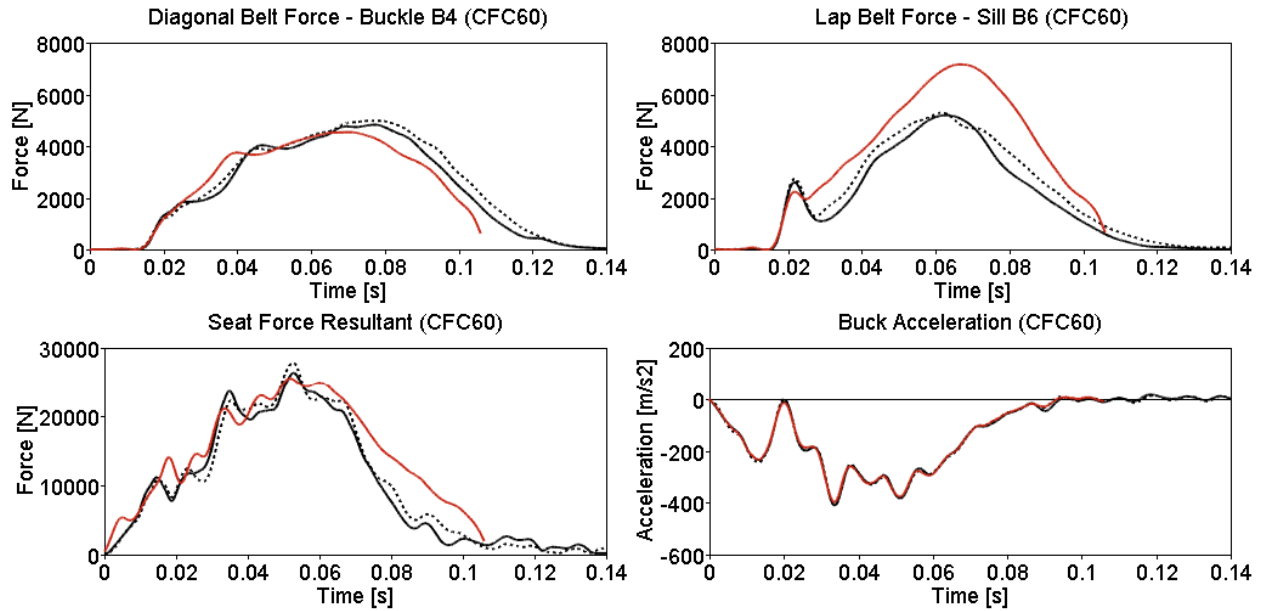 Diagonal Belt Force - Buckle B4 (CFC60)
8000
6000
4000
2000
0
Force [N]
0 0.02 0.04 0.06 0.08 0.1 0.12 0.14
Time [s]
Lap Belt Force - Sill B6 (CFC60)
8000
6000
4000
2000
0
Force [N]
0 0.02 0.04 0.06 0.08 0.1 0.12 0.14
Time [s]
Seat Force Resultant (CFC60)
30000
20000
10000
0
Force [N]
0 0.02 0.04 0.06 0.08 0.1 0.12 0.14
Time [s]
Buck Acceleration (CFC60)
200
0
-200
-400
-600
Acceleration [m/s2]
0 0.02 0.04 0.06 0.08 0.1 0.12 0.14
Time [s]